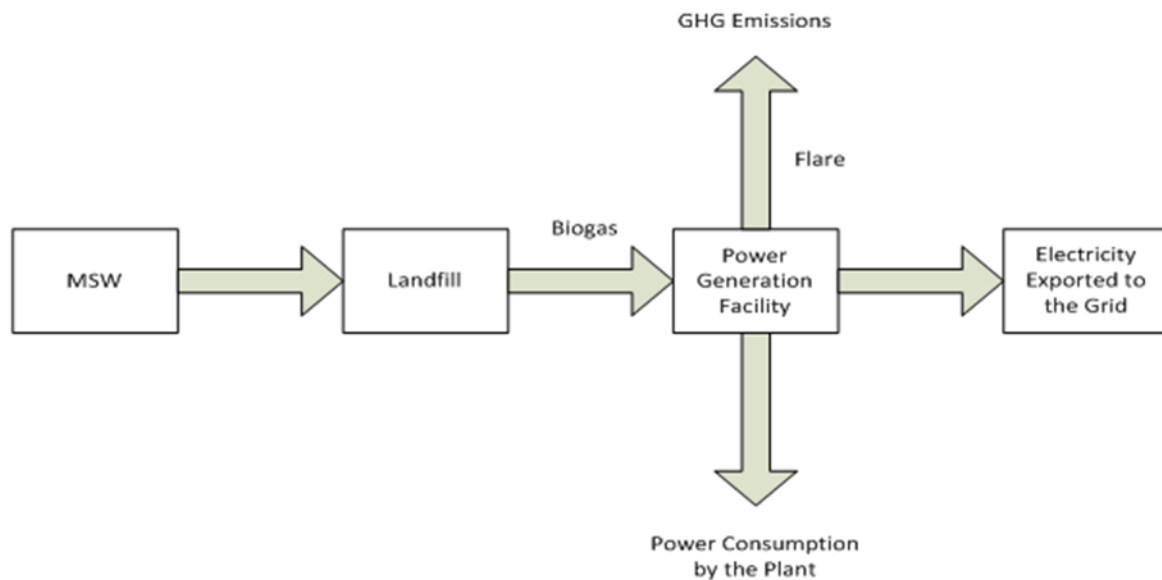 GHG Emissions
Flare
MSW
Landfill
Biogas
Power
Generation
Facility
Electricity
Exported to
the Grid
Power Consumption
by the Plant